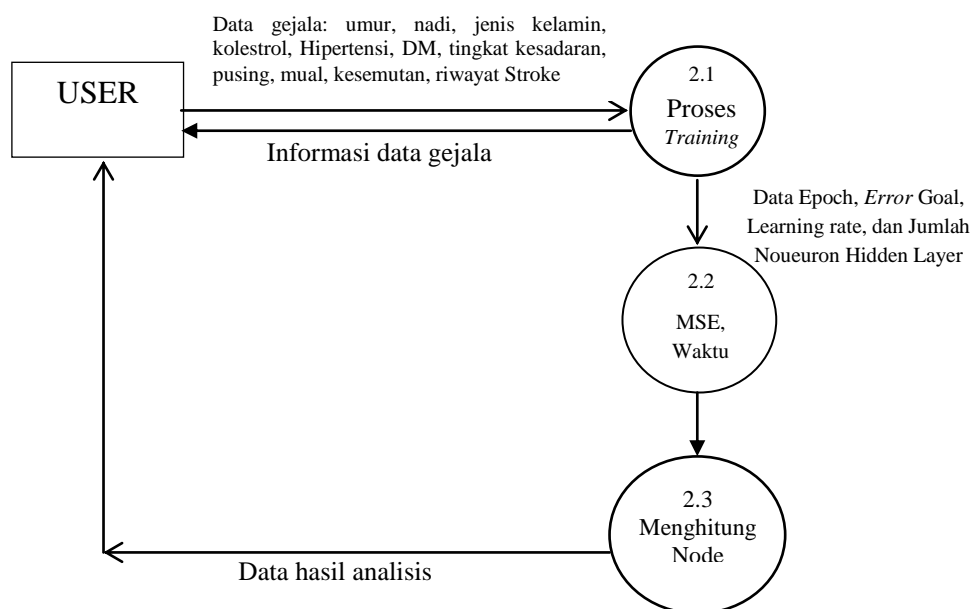 Data gejala: umur, nadi, jenis kelamin,
kolestrol, Hipertensi, DM, tingkat kesadaran,
pusing, mual, kesemutan, riwayat Stroke
USER
2.1
Proses
Training
Informasi data gejala
Data Epoch, Error Goal,
Learning rate, dan Jumlah
Noueuron Hidden Layer
2.2
MSE,
Waktu
2.3
Menghitung
Node
Data hasil analisis